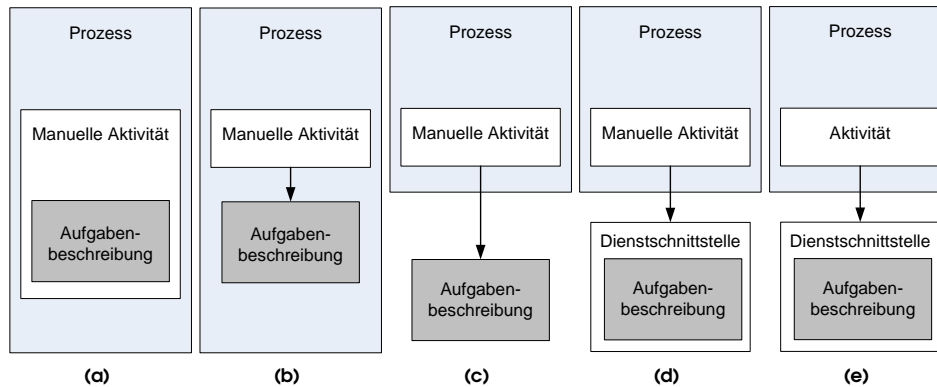 Prozess
Manuelle Aktivität
Aufgaben-
beschreibung
(a)
Prozess
Manuelle Aktivität
Aufgaben-
beschreibung
(b)
Prozess
Manuelle Aktivität
Aufgaben-
beschreibung
(c)
Prozess
Manuelle Aktivität
Dienstschnittstelle
Aufgaben-
beschreibung
(d)
Prozess
Aktivität
Dienstschnittstelle
Aufgaben-
beschreibung
(e)